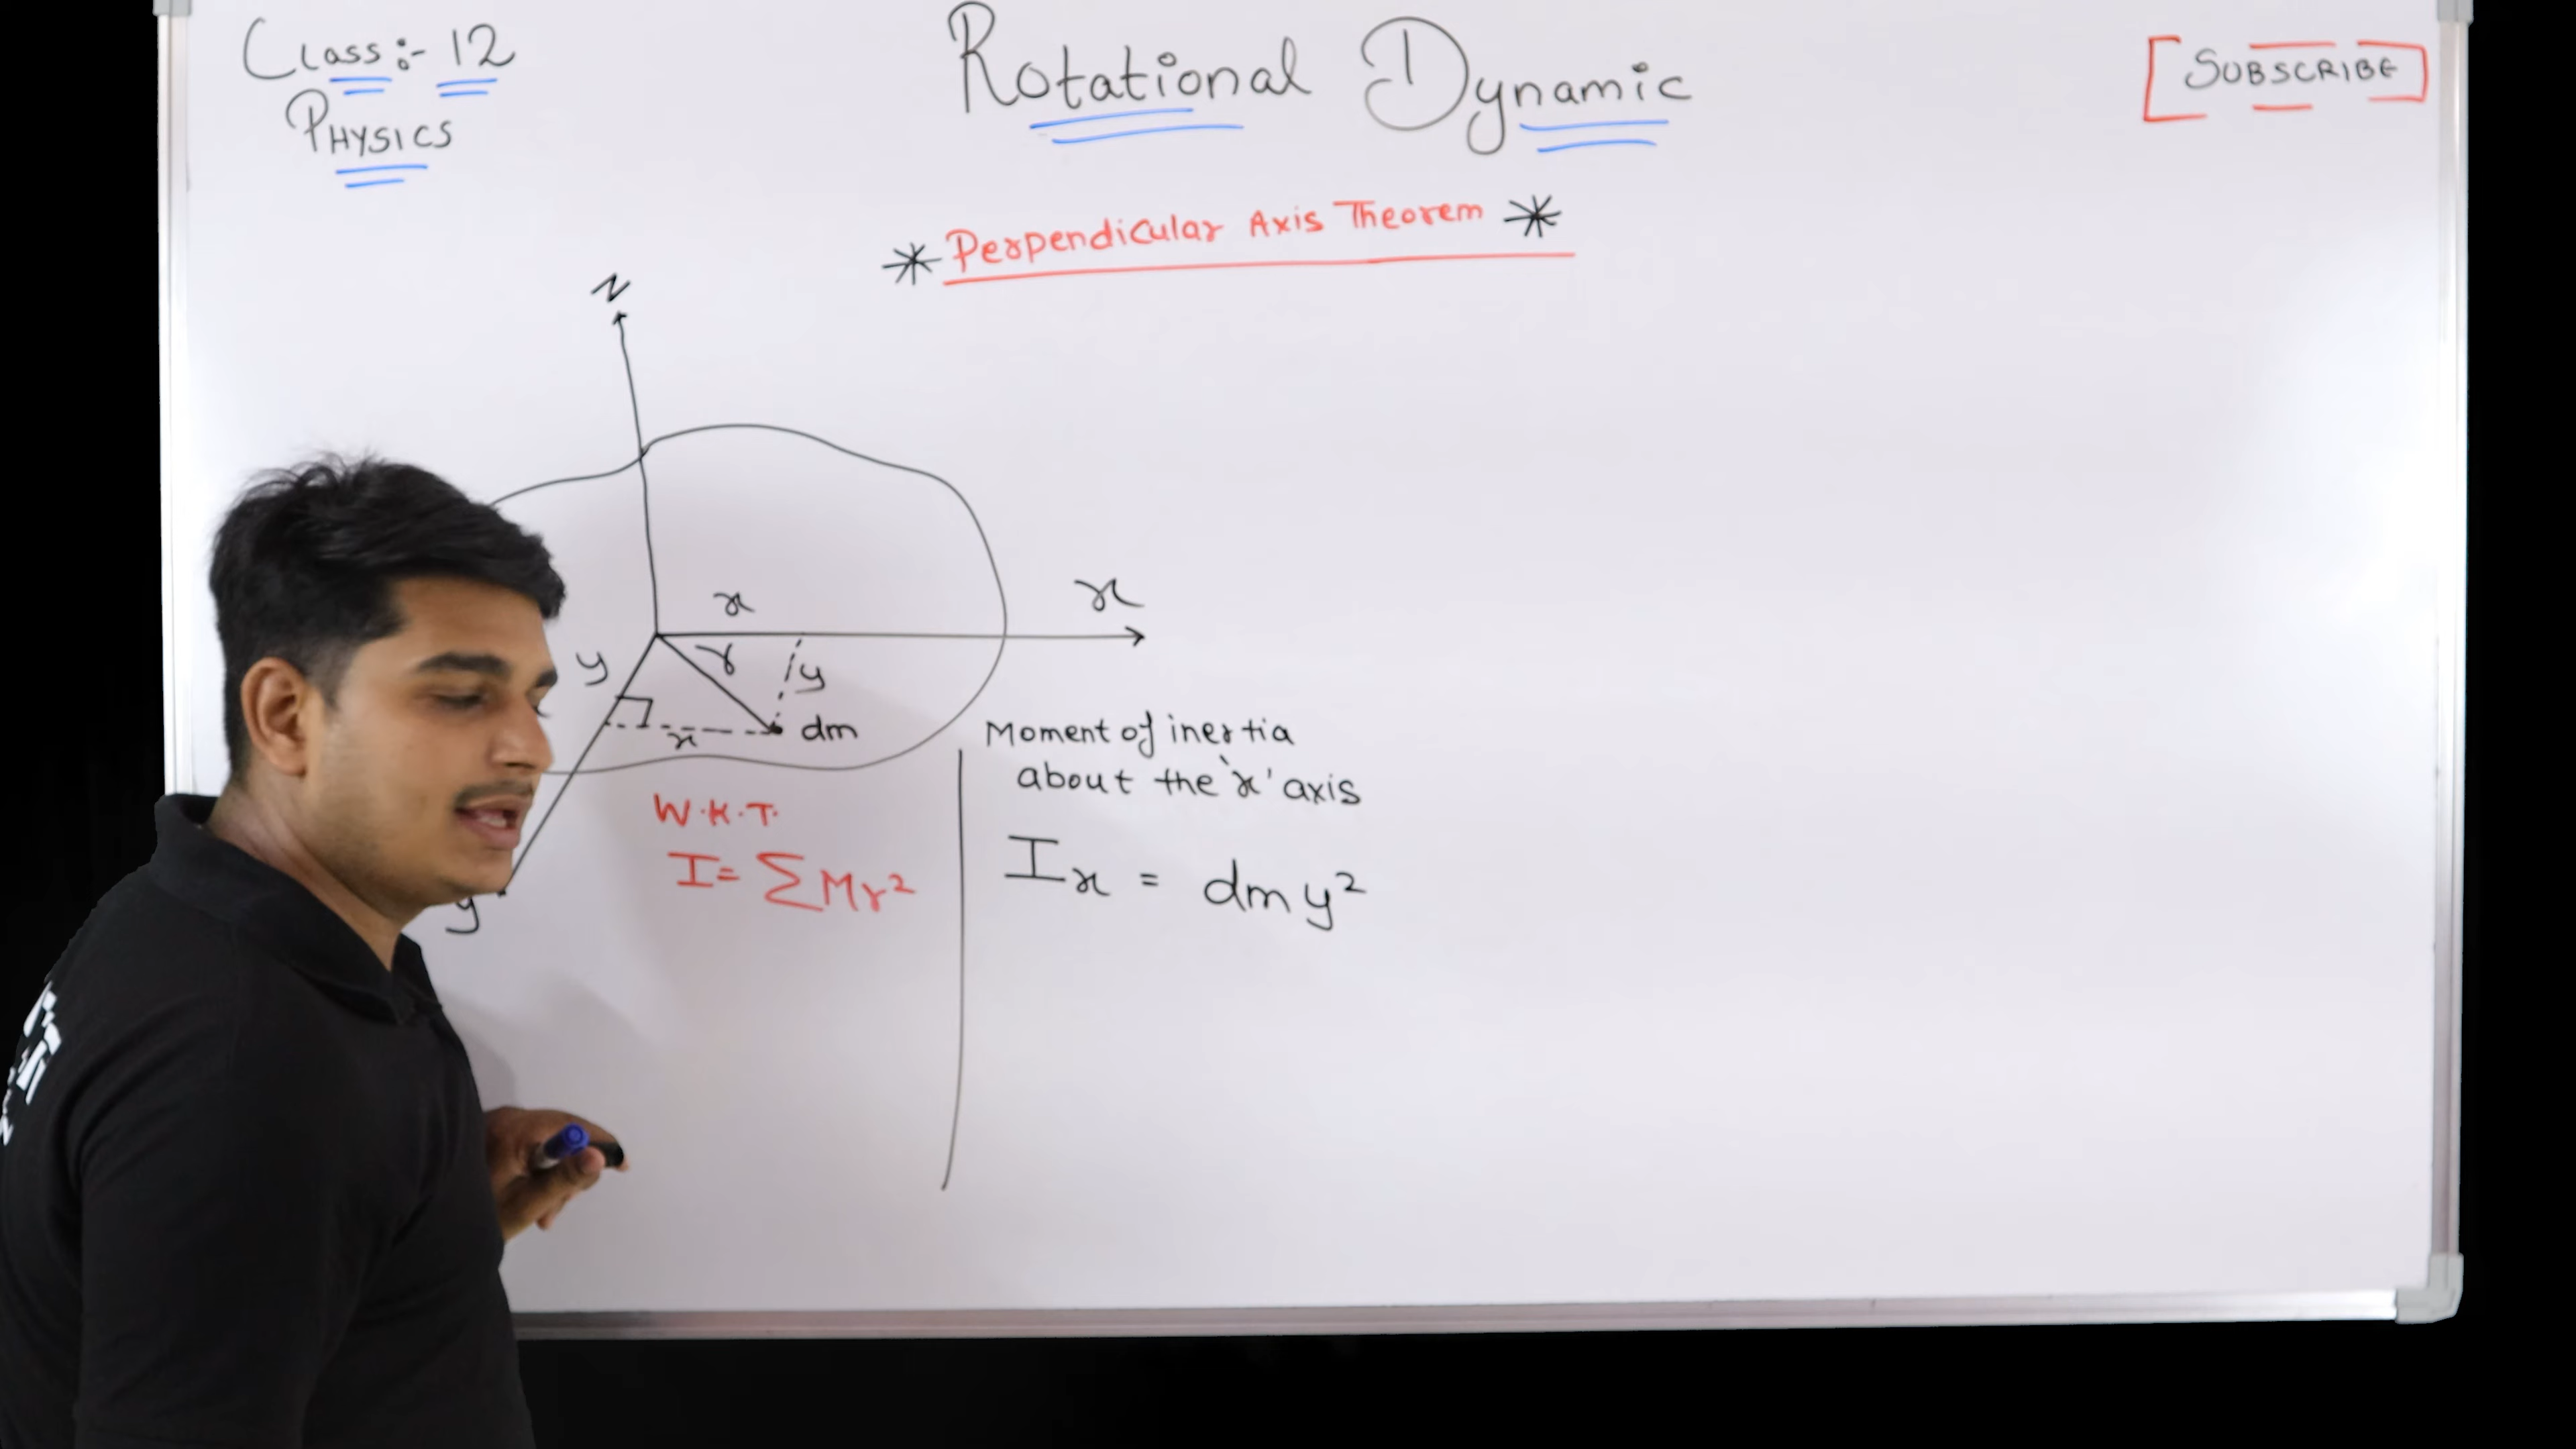 Class:- 12
PHYSICS
Rotational Dynamic
SUBSCRIBE
* Perpendicular Axis Theorem *
z
x
x
y
r
y
x
dm
y
W.K.T.
I = ΣMr²
Moment of inertia
about the 'x' axis
Ix = dm y²